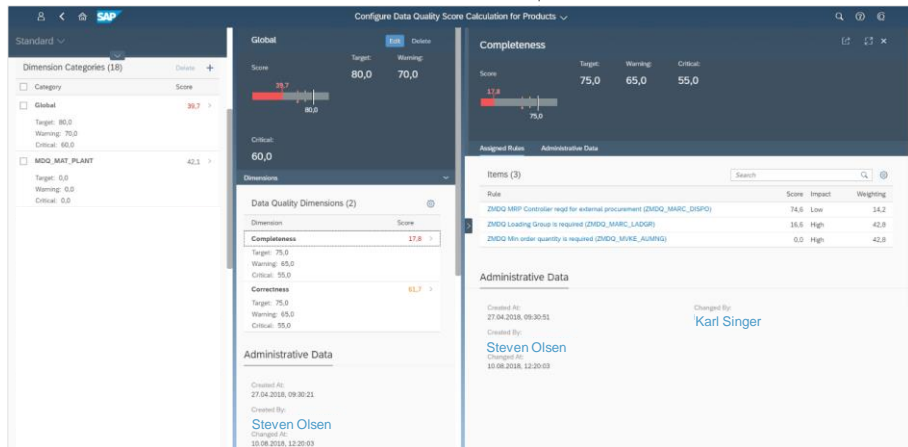 SAP
Configure Data Quality Score Calculation for Products
Standard
Dimension Categories (18)
Delete
Category
Score
Global
39,7
Target: 80,0
Warning: 70,0
Critical: 60,0
MDQ_MAT_PLANT
42,1
Target: 0,0
Warning: 0,0
Critical: 0,0
Global
Edit
Delete
Score
Target:
Warning:
80,0
70,0
39,7
80,0
Critical:
60,0
Dimensions
Data Quality Dimensions (2)
Dimension
Score
Completeness
17,8
Target: 75,0
Warning: 65,0
Critical: 55,0
Correctness
61,7
Target: 75,0
Warning: 65,0
Critical: 55,0
Administrative Data
Created At:
27.04.2018, 09:30:21
Created By:
Steven Olsen
Changed At:
10.08.2018, 12:20:03
Completeness
Score
Target:
Warning:
Critical:
75,0
65,0
55,0
17,8
75,0
Assigned Rules
Administrative Data
Items (3)
Search
Rule
Score
Impact
Weighting
ZMDQ MRP Controller reqd for external procurement (ZMDQ_MARC_DISPO)
74,6
Low
14,2
ZMDQ Loading Group is required (ZMDQ_MARC_LADGR)
16,6
High
42,8
ZMDQ Min order quantity is required (ZMDQ_MVKE_AUMNG)
0,0
High
42,8
Administrative Data
Created At:
27.04.2018, 09:30:51
Created By:
Steven Olsen
Changed At:
10.08.2018, 12:20:03
Changed By:
Karl Singer